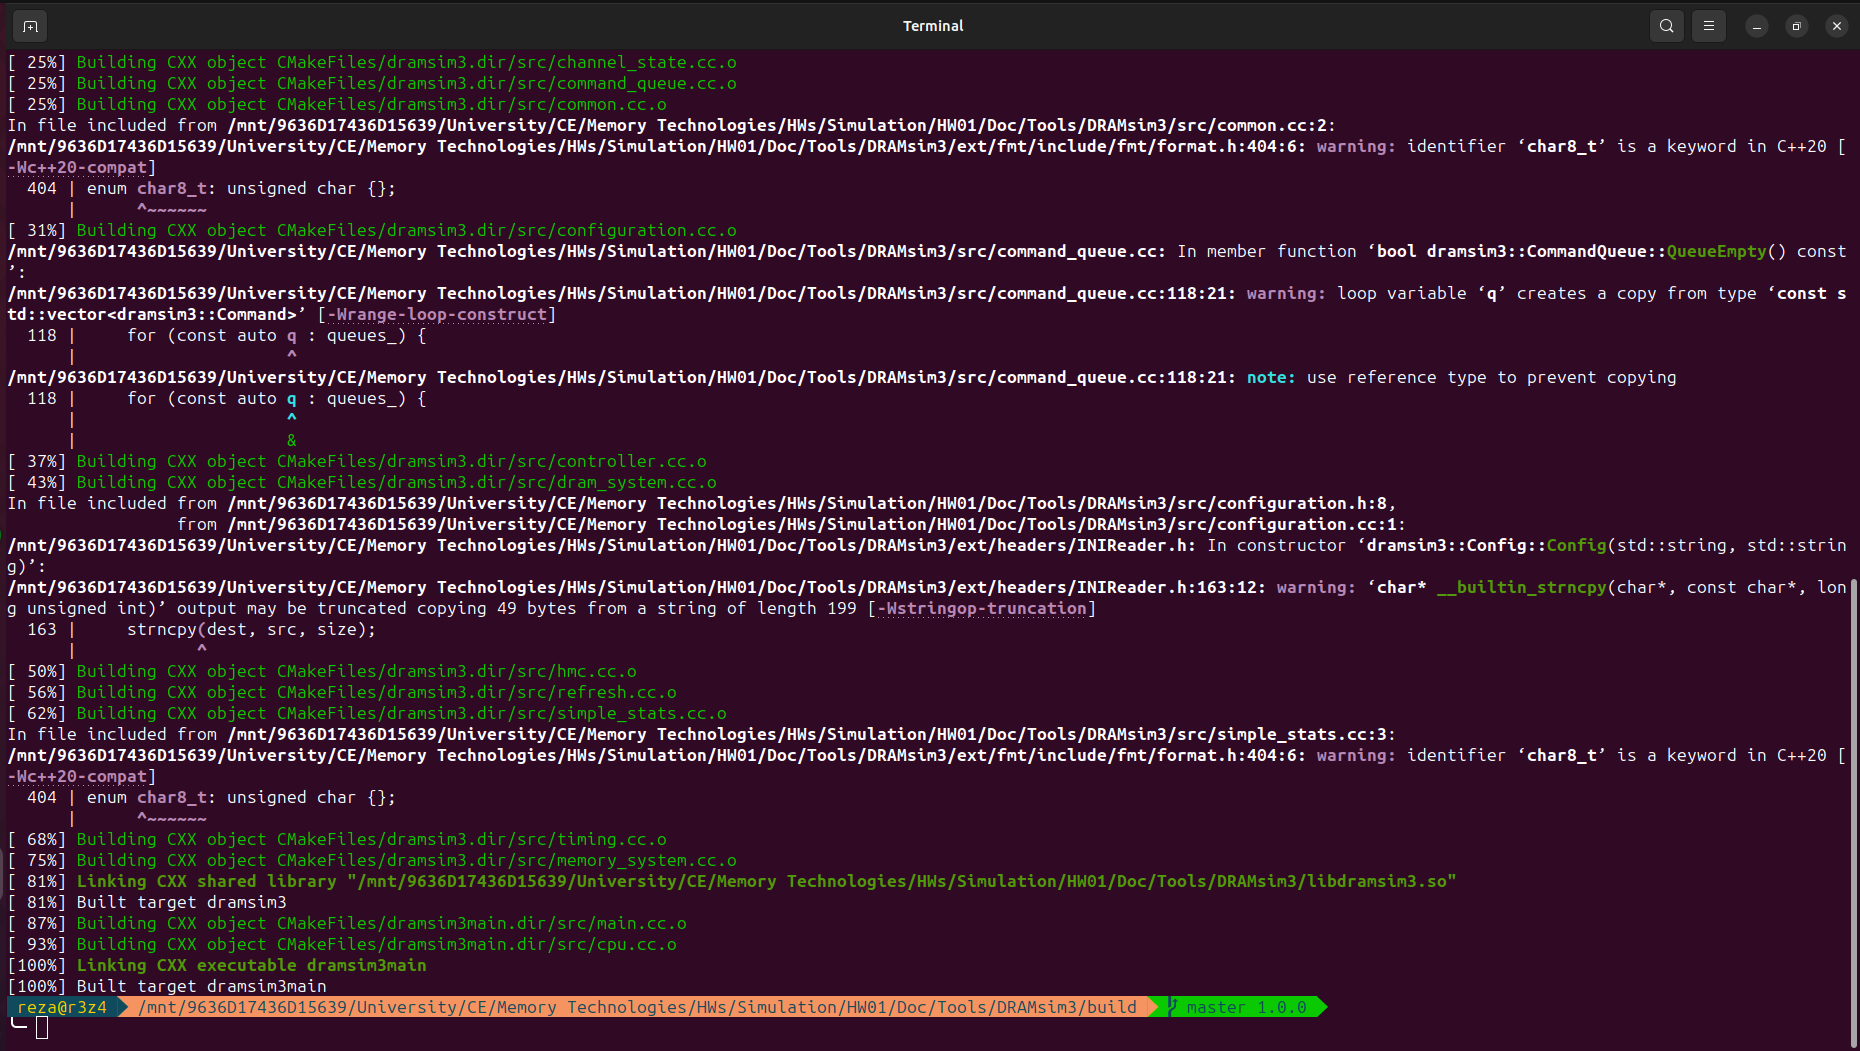 Terminal
[ 25%] Building CXX object CMakeFiles/dramsim3.dir/src/channel_state.cc.o
[ 25%] Building CXX object CMakeFiles/dramsim3.dir/src/command_queue.cc.o
[ 25%] Building CXX object CMakeFiles/dramsim3.dir/src/common.cc.o
In file included from /mnt/9636D17436D15639/University/CE/Memory Technologies/HWs/Simulation/HW01/Doc/Tools/DRAMsim3/src/common.cc:2:
/mnt/9636D17436D15639/University/CE/Memory Technologies/HWs/Simulation/HW01/Doc/Tools/DRAMsim3/ext/fmt/include/fmt/format.h:404:6: warning: identifier ‘char8_t’ is a keyword in C++20 [
-Wc++20-compat]
  404 | enum char8_t: unsigned char {};
      |      ^~~~~~~
[ 31%] Building CXX object CMakeFiles/dramsim3.dir/src/configuration.cc.o
/mnt/9636D17436D15639/University/CE/Memory Technologies/HWs/Simulation/HW01/Doc/Tools/DRAMsim3/src/command_queue.cc: In member function ‘bool dramsim3::CommandQueue::QueueEmpty() const
’:
/mnt/9636D17436D15639/University/CE/Memory Technologies/HWs/Simulation/HW01/Doc/Tools/DRAMsim3/src/command_queue.cc:118:21: warning: loop variable ‘q’ creates a copy from type ‘const s
td::vector<dramsim3::Command>’ [-Wrange-loop-construct]
  118 |     for (const auto q : queues_) {
      |                     ^
/mnt/9636D17436D15639/University/CE/Memory Technologies/HWs/Simulation/HW01/Doc/Tools/DRAMsim3/src/command_queue.cc:118:21: note: use reference type to prevent copying
  118 |     for (const auto q : queues_) {
      |                     ^
      |                     &
[ 37%] Building CXX object CMakeFiles/dramsim3.dir/src/controller.cc.o
[ 43%] Building CXX object CMakeFiles/dramsim3.dir/src/dram_system.cc.o
In file included from /mnt/9636D17436D15639/University/CE/Memory Technologies/HWs/Simulation/HW01/Doc/Tools/DRAMsim3/src/configuration.h:8,
                 from /mnt/9636D17436D15639/University/CE/Memory Technologies/HWs/Simulation/HW01/Doc/Tools/DRAMsim3/src/configuration.cc:1:
/mnt/9636D17436D15639/University/CE/Memory Technologies/HWs/Simulation/HW01/Doc/Tools/DRAMsim3/ext/headers/INIReader.h: In constructor ‘dramsim3::Config::Config(std::string, std::strin
g)’:
/mnt/9636D17436D15639/University/CE/Memory Technologies/HWs/Simulation/HW01/Doc/Tools/DRAMsim3/ext/headers/INIReader.h:163:12: warning: ‘char* __builtin_strncpy(char*, const char*, lon
g unsigned int)’ output may be truncated copying 49 bytes from a string of length 199 [-Wstringop-truncation]
  163 |     strncpy(dest, src, size);
      |            ^
[ 50%] Building CXX object CMakeFiles/dramsim3.dir/src/hmc.cc.o
[ 56%] Building CXX object CMakeFiles/dramsim3.dir/src/refresh.cc.o
[ 62%] Building CXX object CMakeFiles/dramsim3.dir/src/simple_stats.cc.o
In file included from /mnt/9636D17436D15639/University/CE/Memory Technologies/HWs/Simulation/HW01/Doc/Tools/DRAMsim3/src/simple_stats.cc:3:
/mnt/9636D17436D15639/University/CE/Memory Technologies/HWs/Simulation/HW01/Doc/Tools/DRAMsim3/ext/fmt/include/fmt/format.h:404:6: warning: identifier ‘char8_t’ is a keyword in C++20 [
-Wc++20-compat]
  404 | enum char8_t: unsigned char {};
      |      ^~~~~~~
[ 68%] Building CXX object CMakeFiles/dramsim3.dir/src/timing.cc.o
[ 75%] Building CXX object CMakeFiles/dramsim3.dir/src/memory_system.cc.o
[ 81%] Linking CXX shared library "/mnt/9636D17436D15639/University/CE/Memory Technologies/HWs/Simulation/HW01/Doc/Tools/DRAMsim3/libdramsim3.so"
[ 81%] Built target dramsim3
[ 87%] Building CXX object CMakeFiles/dramsim3main.dir/src/main.cc.o
[ 93%] Building CXX object CMakeFiles/dramsim3main.dir/src/cpu.cc.o
[100%] Linking CXX executable dramsim3main
[100%] Built target dramsim3main
reza@r3z4 /mnt/9636D17436D15639/University/CE/Memory Technologies/HWs/Simulation/HW01/Doc/Tools/DRAMsim3/build master 1.0.0